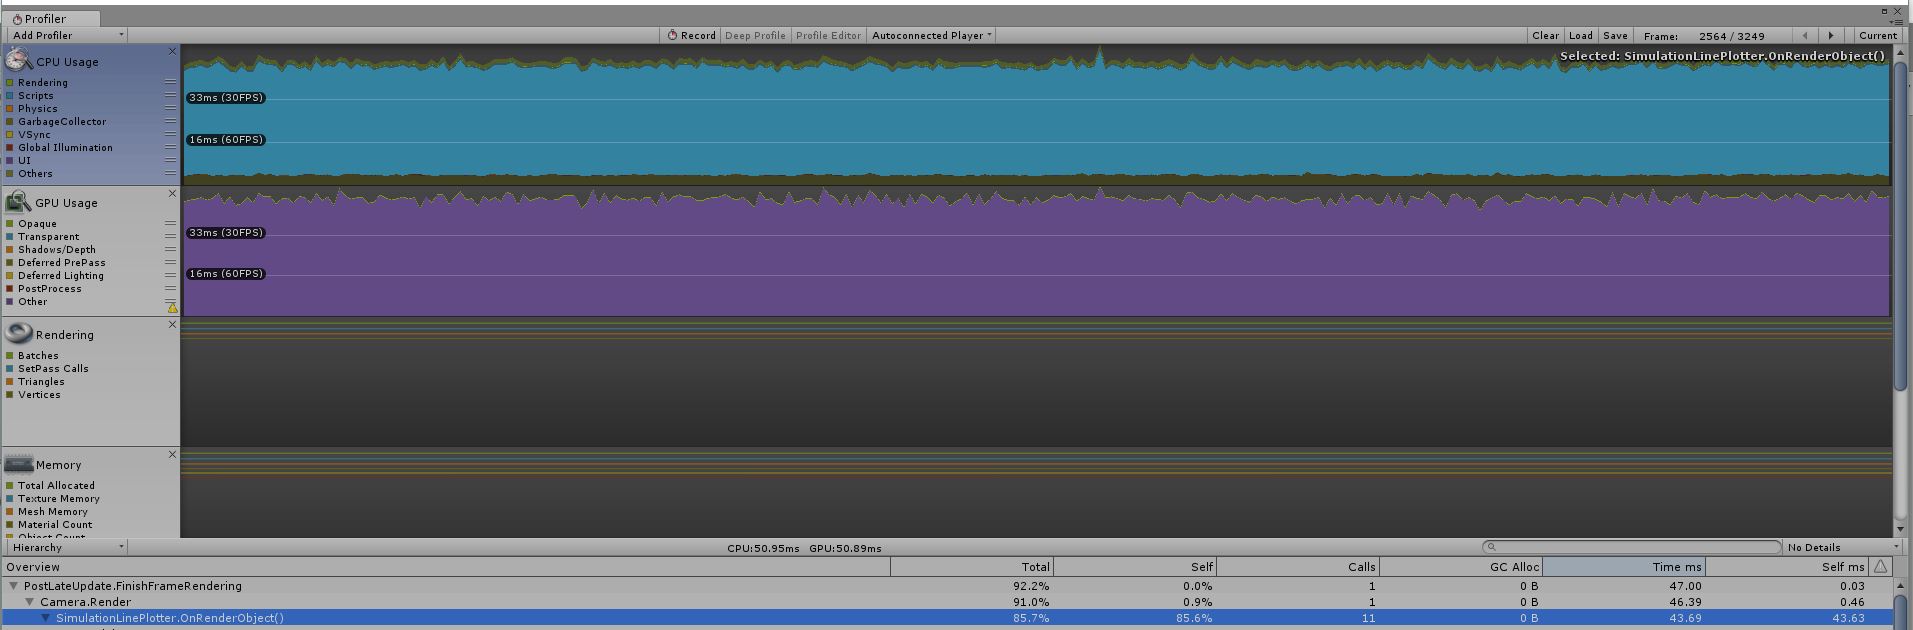 Profiler
Add Profiler Record Deep Profile Profile Editor Autoconnected Player Clear Load Save Frame: 2564 / 3249 Current
CPU Usage
Selected: SimulationLinePlotter.OnRenderObject()
Rendering
Scripts
Physics
GarbageCollector
VSync
Global Illumination
UI
Others
33ms (30FPS)
16ms (60FPS)
GPU Usage
Opaque
Transparent
Shadows/Depth
Deferred PrePass
Deferred Lighting
PostProcess
Other
33ms (30FPS)
16ms (60FPS)
Rendering
Batches
SetPass Calls
Triangles
Vertices
Memory
Total Allocated
Texture Memory
Mesh Memory
Material Count
Object Count
Hierarchy CPU:50.95ms GPU:50.89ms No Details
Overview Total Self Calls GC Alloc Time ms Self ms
PostLateUpdate.FinishFrameRendering 92.2% 0.0% 1 0 B 47.00 0.03
Camera.Render 91.0% 0.9% 1 0 B 46.39 0.46
SimulationLinePlotter.OnRenderObject() 85.7% 85.6% 11 0 B 43.69 43.63